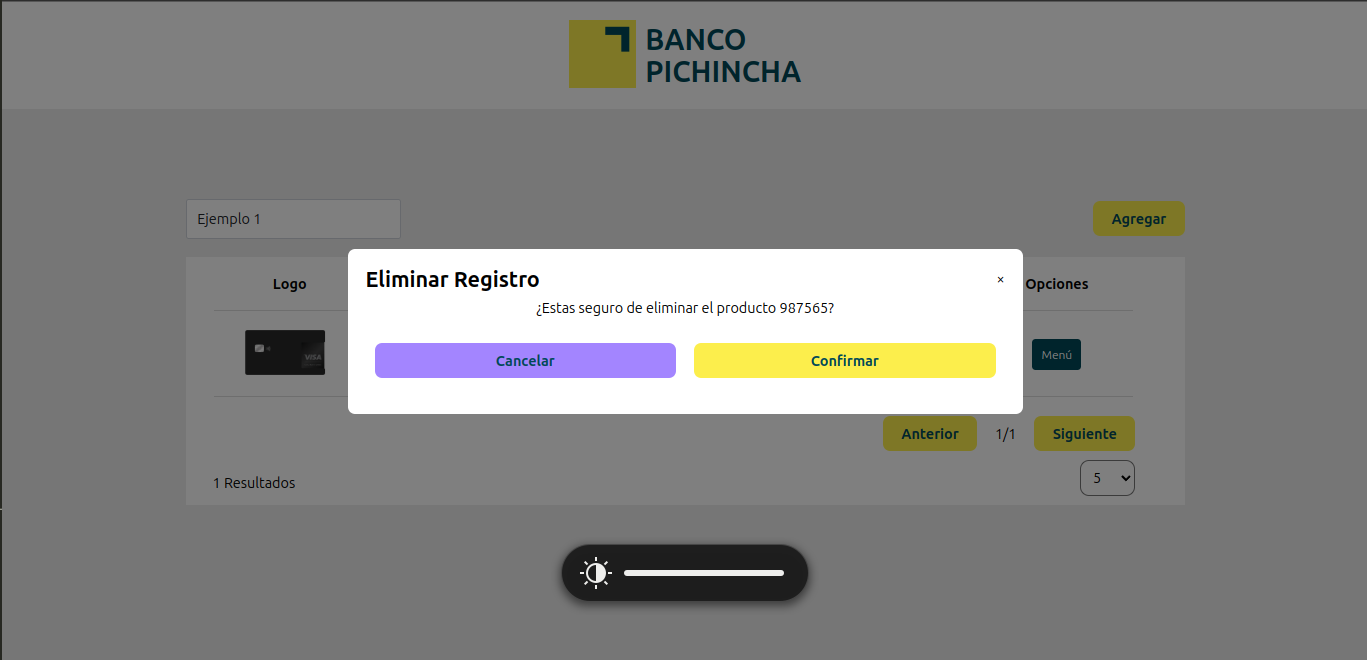 BANCO
PICHINCHA
Ejemplo 1
Agregar
Logo
Opciones
Eliminar Registro
×
¿Estas seguro de eliminar el producto 987565?
VISA
Menú
Cancelar
Confirmar
Anterior
1/1
Siguiente
1 Resultados
5